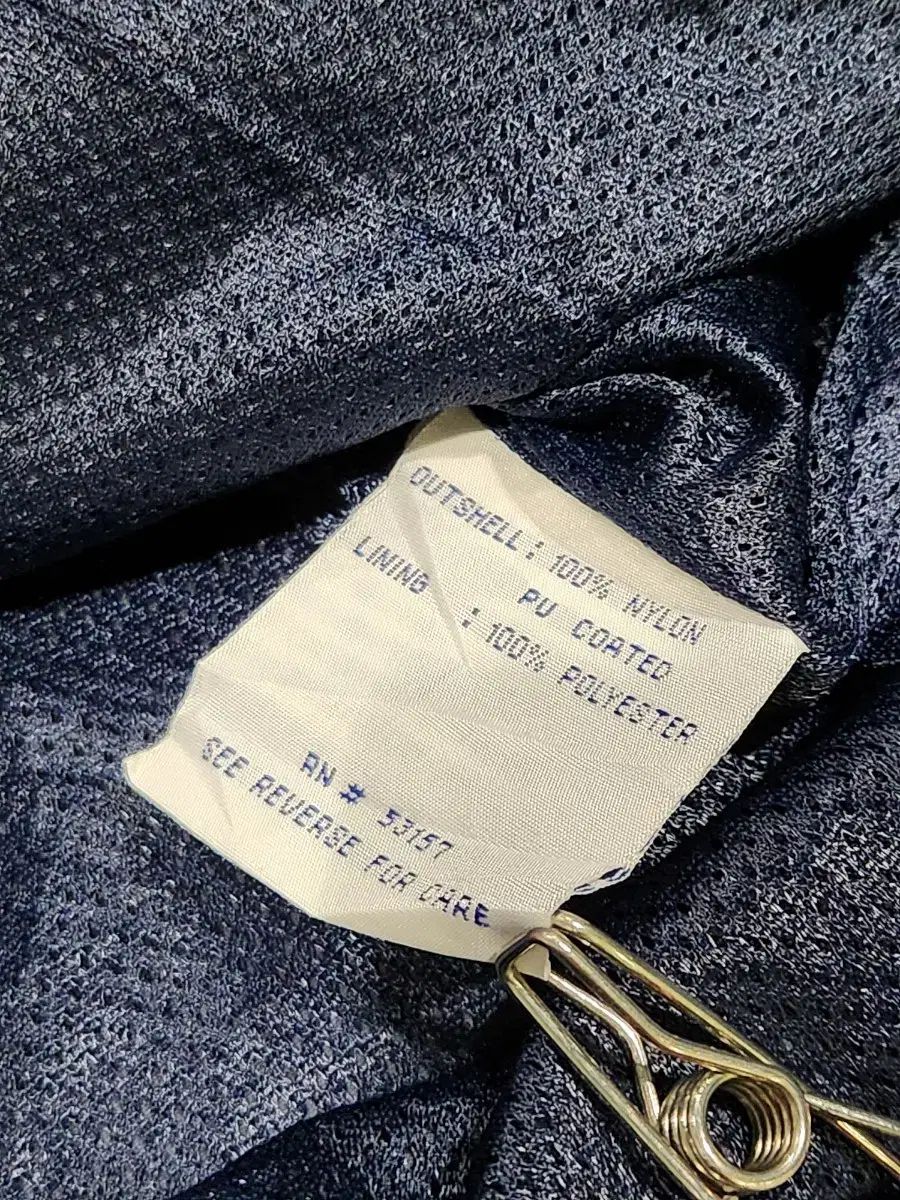 OUTSHELL : 100% NYLON
PU COATED
LINING : 100% POLYESTER
RN # 53157
SEE REVERSE FOR CARE